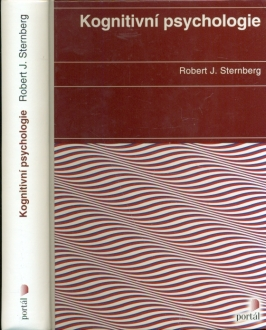 Kognitivní psychologie
Robert J. Sternberg
Kognitivní psychologie Robert J. Sternberg
portál
portál